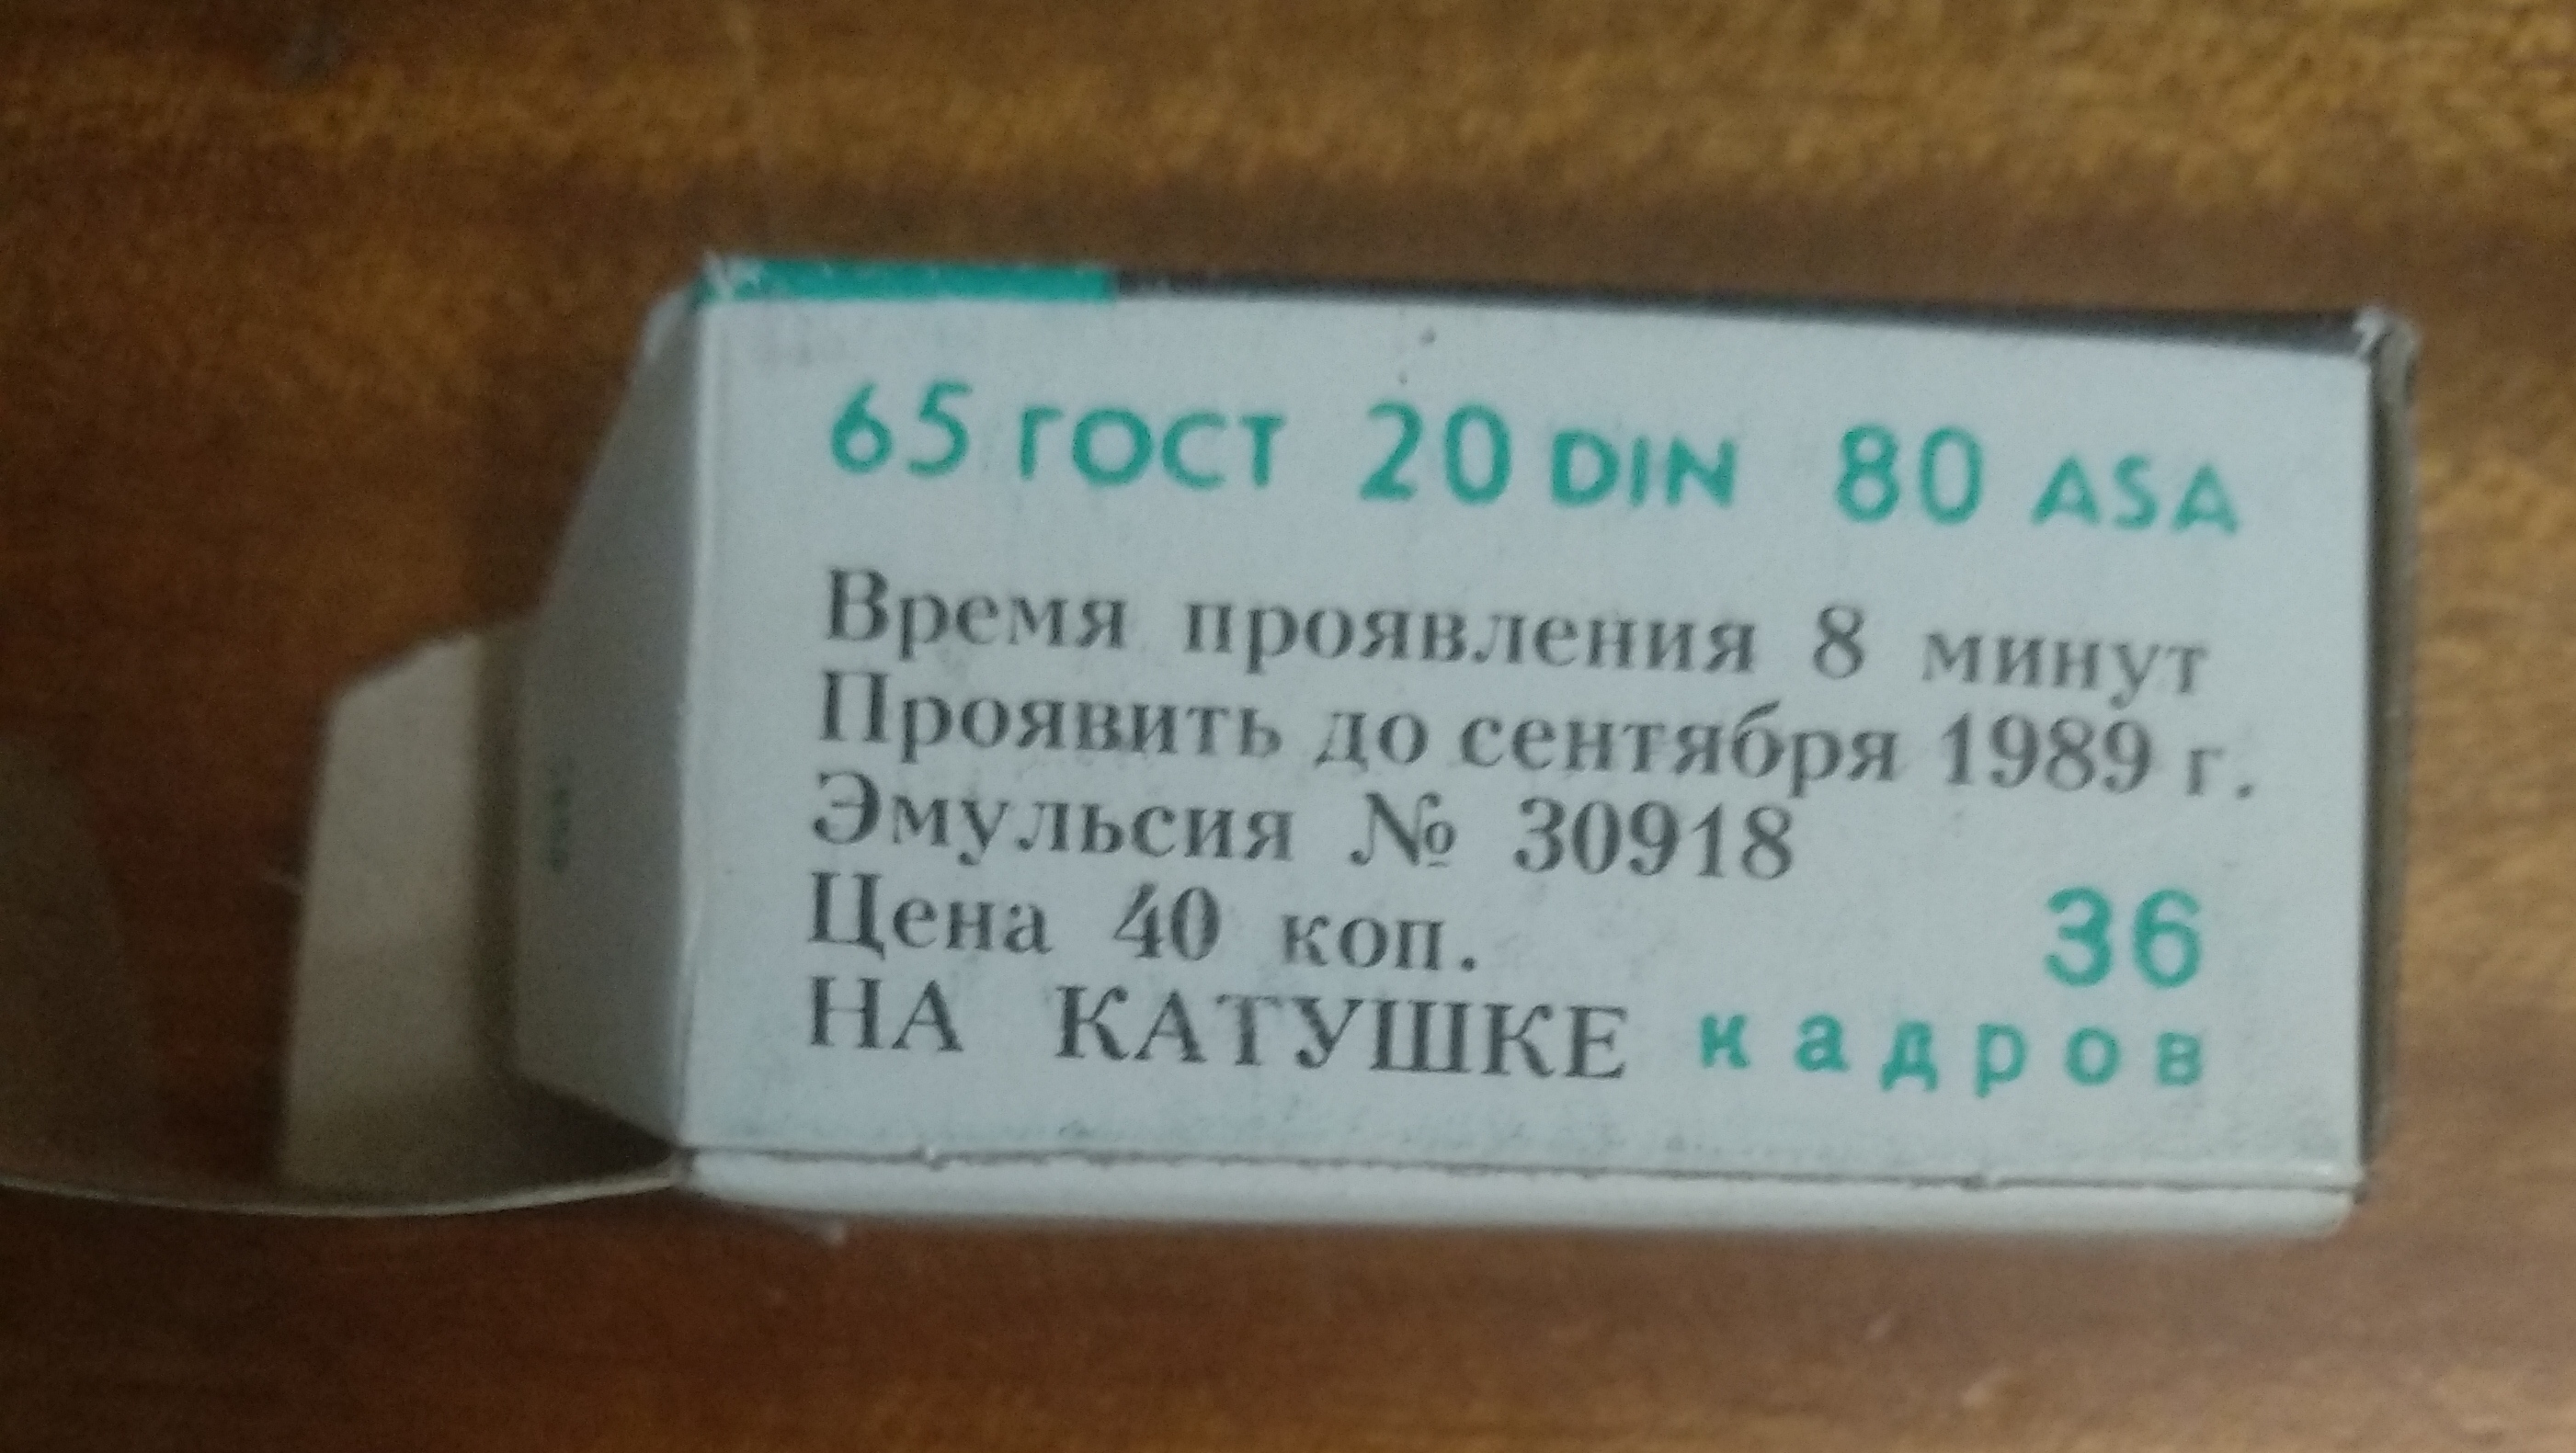 65 ГОСТ 20 DIN 80 ASA
Время проявления 8 минут
Проявить до сентября 1989 г.
Эмульсия № 30918
Цена 40 коп.
36
НА КАТУШКЕ кадров